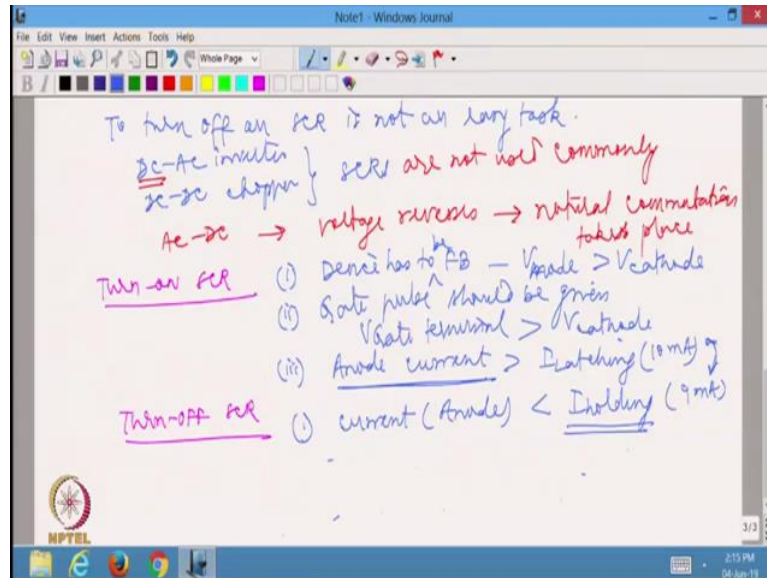 Note1 - Windows Journal
File Edit View Insert Actions Tools Help
Whole Page
B I
To turn off an SCR is not an easy task.
DC-AC inverter
DC-DC chopper } SCRs are not used commonly
AC-DC → voltage reverses → natural commutation
takes place
Turn-on SCR (i) Device has to be FB - Vanode > Vcathode
(ii) Gate pulse should be given
VGate terminal > Vcathode
(iii) Anode current > Ilatching (10 mA)
Turn-off SCR (i) current (Anode) < Iholding (9 mA)
NPTEL
3/3
2:15 PM
04-Jun-19